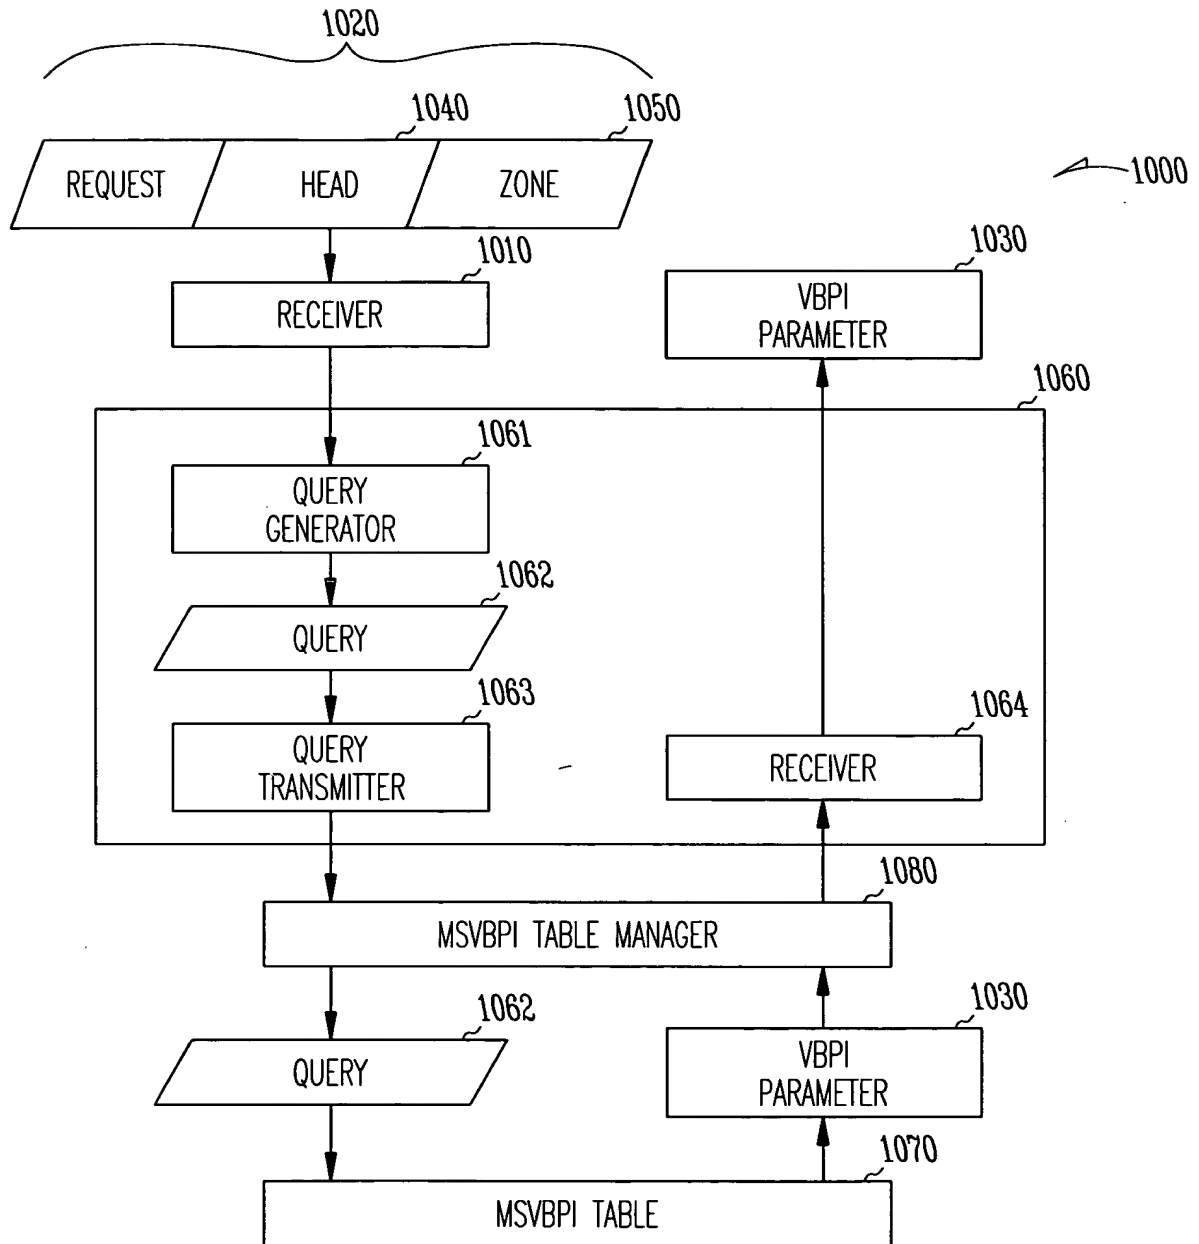 1020
1040
1050
REQUEST
HEAD
ZONE
1000
1010
RECEIVER
1030
VBPI
PARAMETER
1060
1061
QUERY
GENERATOR
1062
QUERY
1063
QUERY
TRANSMITTER
1064
RECEIVER
1080
MSVBPI TABLE MANAGER
1062
QUERY
1030
VBPI
PARAMETER
1070
MSVBPI TABLE